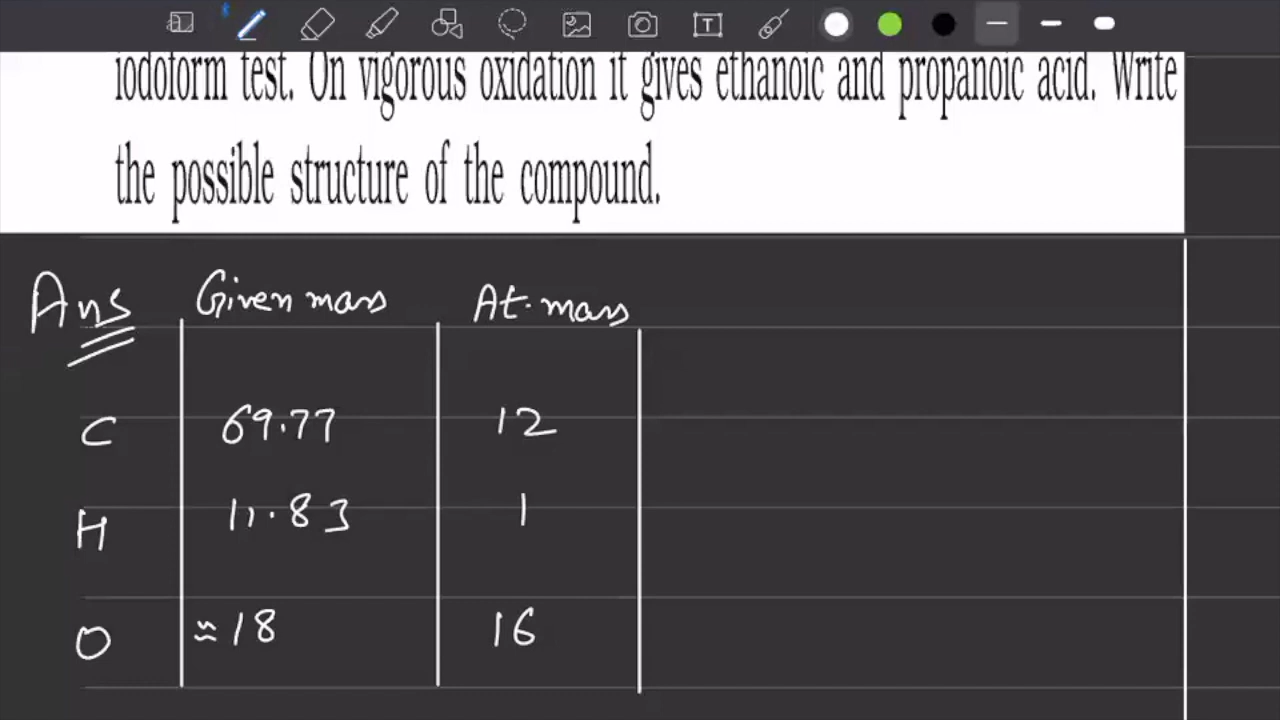 iodoform test. On vigorous oxidation it gives ethanoic and propanoic acid. Write
the possible structure of the compound.
Ans Given mass At. mass
C 69.77 12
H 11.83 1
O ≈18 16